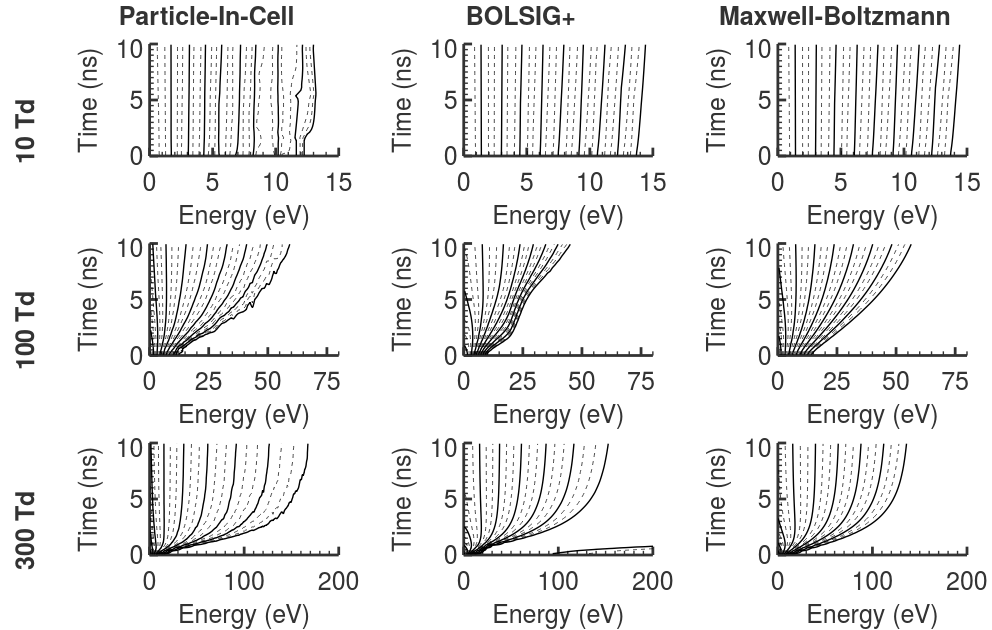 Particle-In-Cell BOLSIG+ Maxwell-Boltzmann
10 Td
Time (ns) 10 5 0 0 5 10 15 Energy (eV)
Time (ns) 10 5 0 0 5 10 15 Energy (eV)
Time (ns) 10 5 0 0 5 10 15 Energy (eV)
100 Td
Time (ns) 10 5 0 0 25 50 75 Energy (eV)
Time (ns) 10 5 0 0 25 50 75 Energy (eV)
Time (ns) 10 5 0 0 25 50 75 Energy (eV)
300 Td
Time (ns) 10 5 0 0 100 200 Energy (eV)
Time (ns) 10 5 0 0 100 200 Energy (eV)
Time (ns) 10 5 0 0 100 200 Energy (eV)